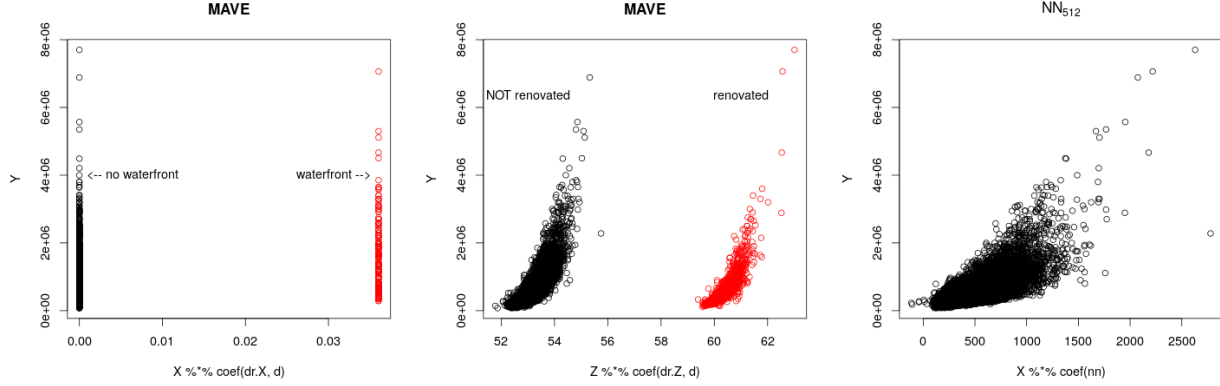 MAVE
Y
0e+00 2e+06 4e+06 6e+06 8e+06
<-- no waterfront
waterfront -->
0.00 0.01 0.02 0.03
X %*% coef(dr.X, d)
MAVE
Y
0e+00 2e+06 4e+06 6e+06 8e+06
NOT renovated
renovated
52 54 56 58 60 62
Z %*% coef(dr.Z, d)
NN512
Y
0e+00 2e+06 4e+06 6e+06 8e+06
0 500 1000 1500 2000 2500
X %*% coef(nn)